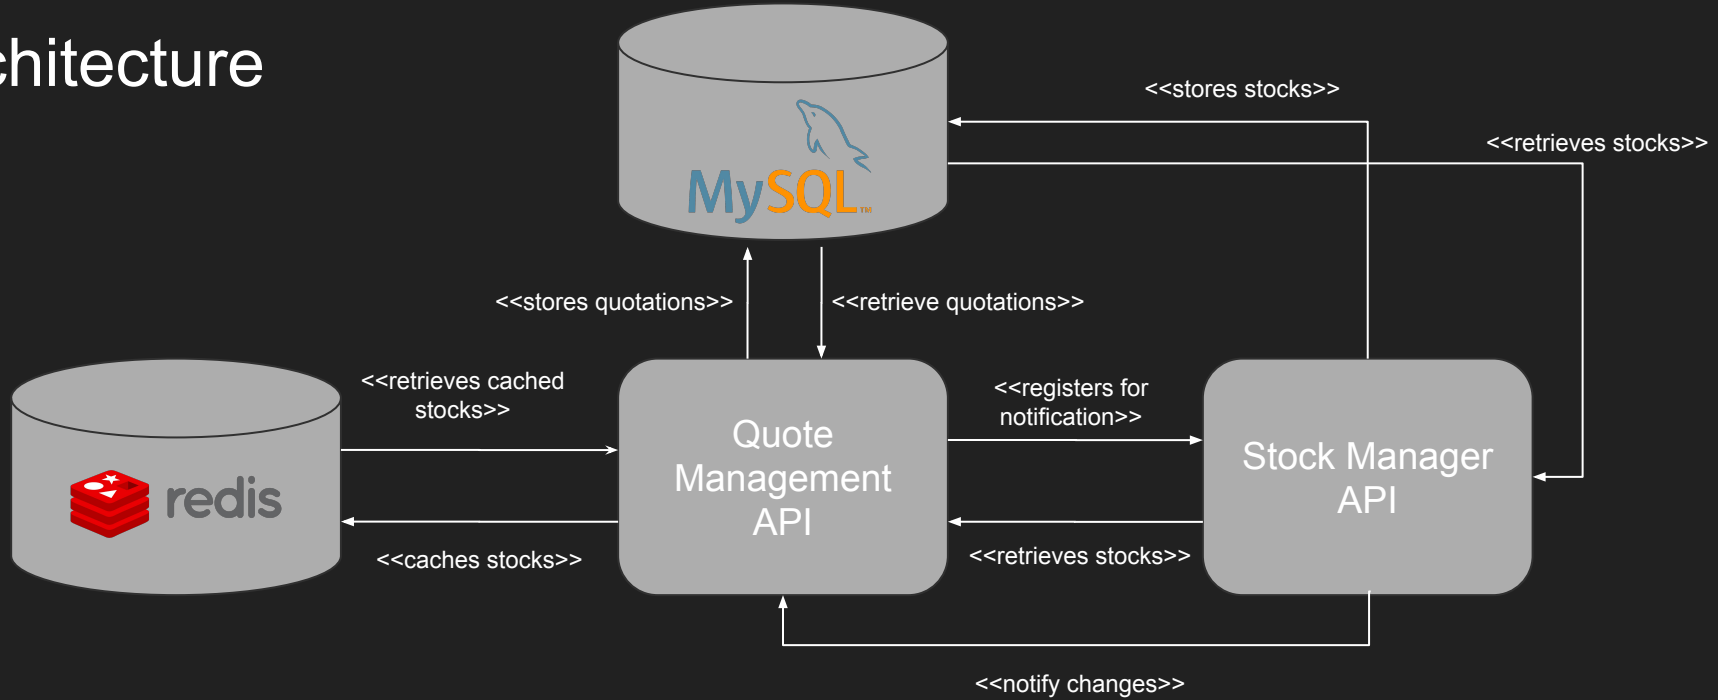 chitecture
<<stores stocks>>
<<retrieves stocks>>
MySQL™
<<stores quotations>>
<<retrieve quotations>>
<<retrieves cached
stocks>>
<<registers for
notification>>
Quote
Management
API
Stock Manager
API
redis
<<caches stocks>>
<<retrieves stocks>>
<<notify changes>>